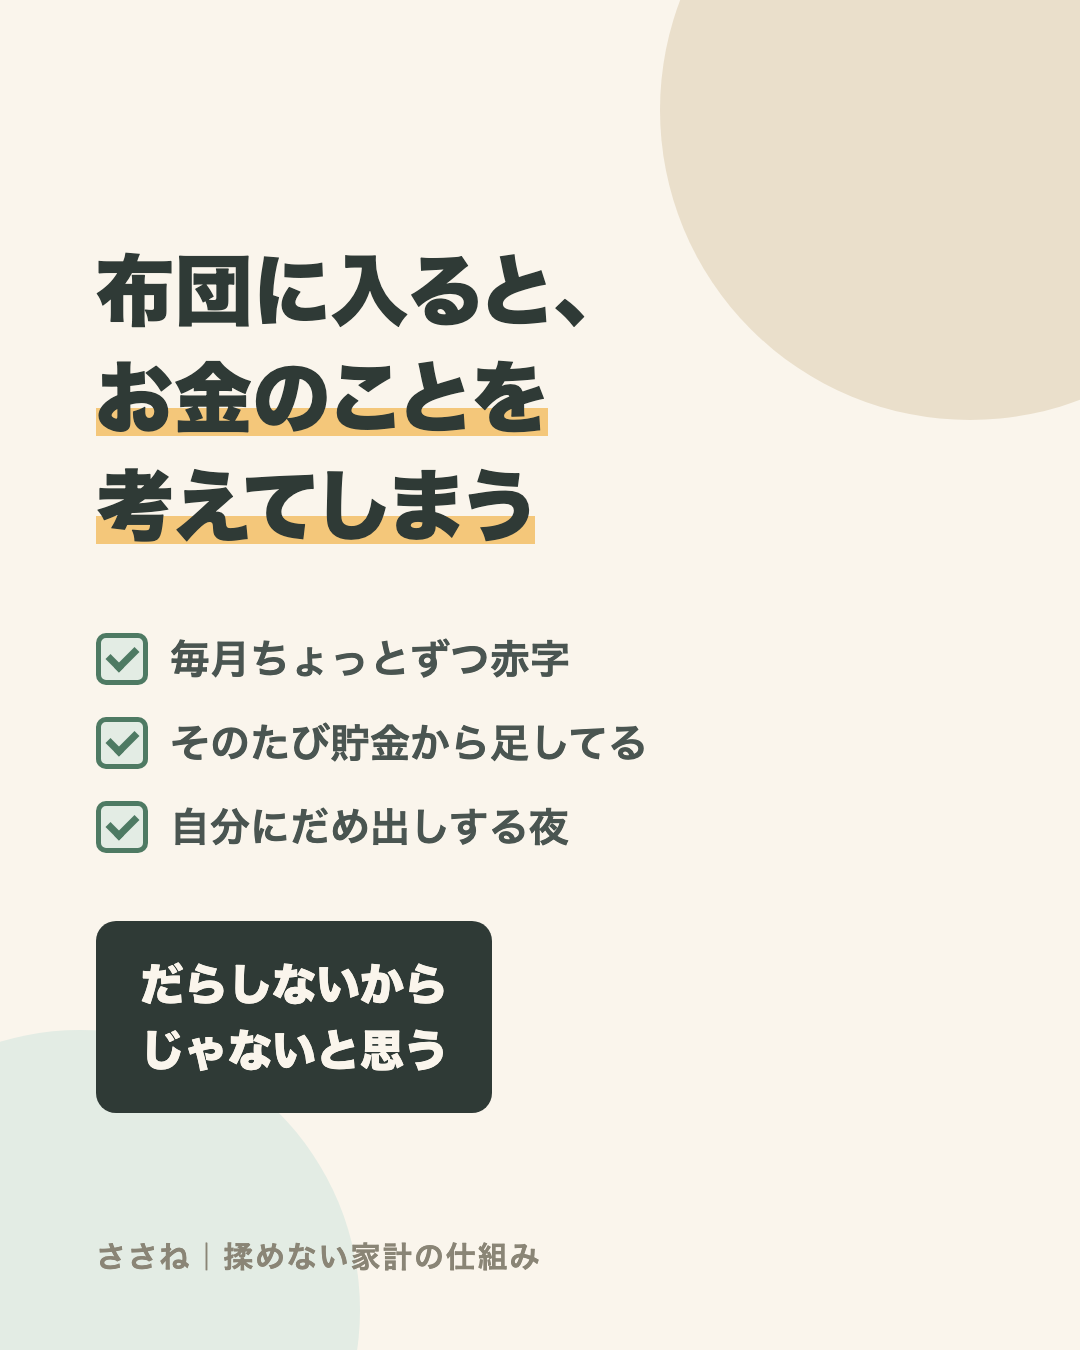 布団に入ると、
お金のことを
考えてしまう
毎月ちょっとずつ赤字
そのたび貯金から足してる
自分にだめ出しする夜
だらしないから
じゃないと思う
ささね｜揉めない家計の仕組み